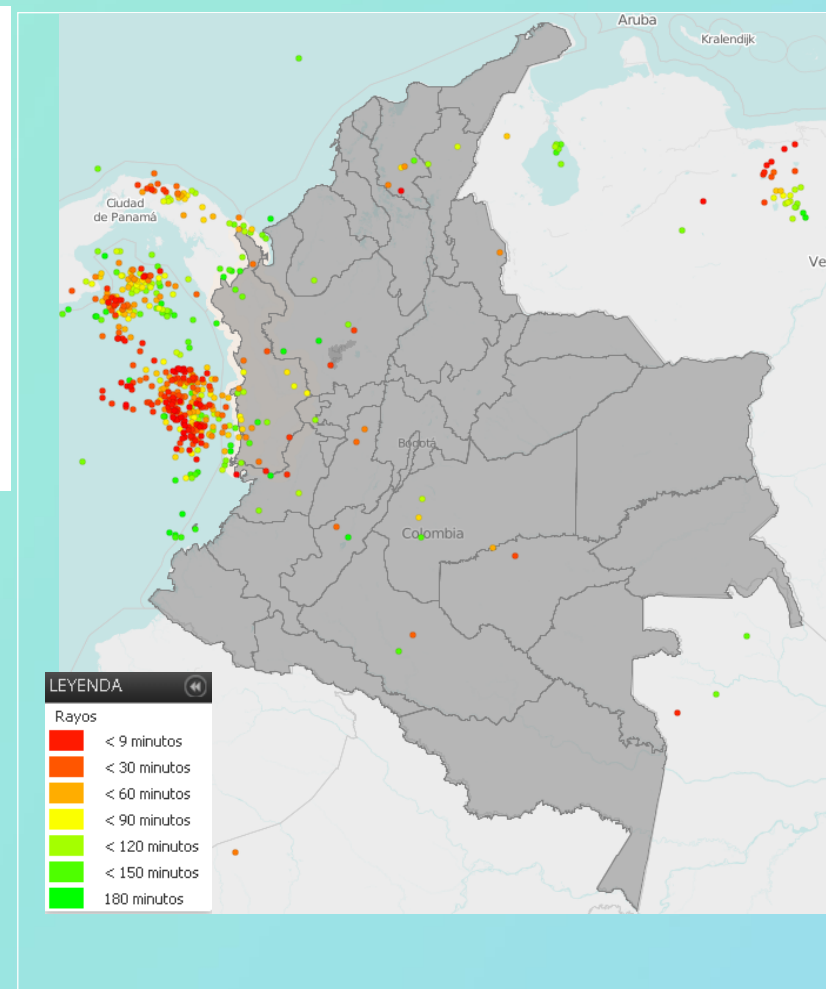 Aruba
Kralendijk
Ciudad
de Panamá
Ve
Bogotá
Colombia
LEYENDA
Rayos
< 9 minutos
< 30 minutos
< 60 minutos
< 90 minutos
< 120 minutos
< 150 minutos
180 minutos